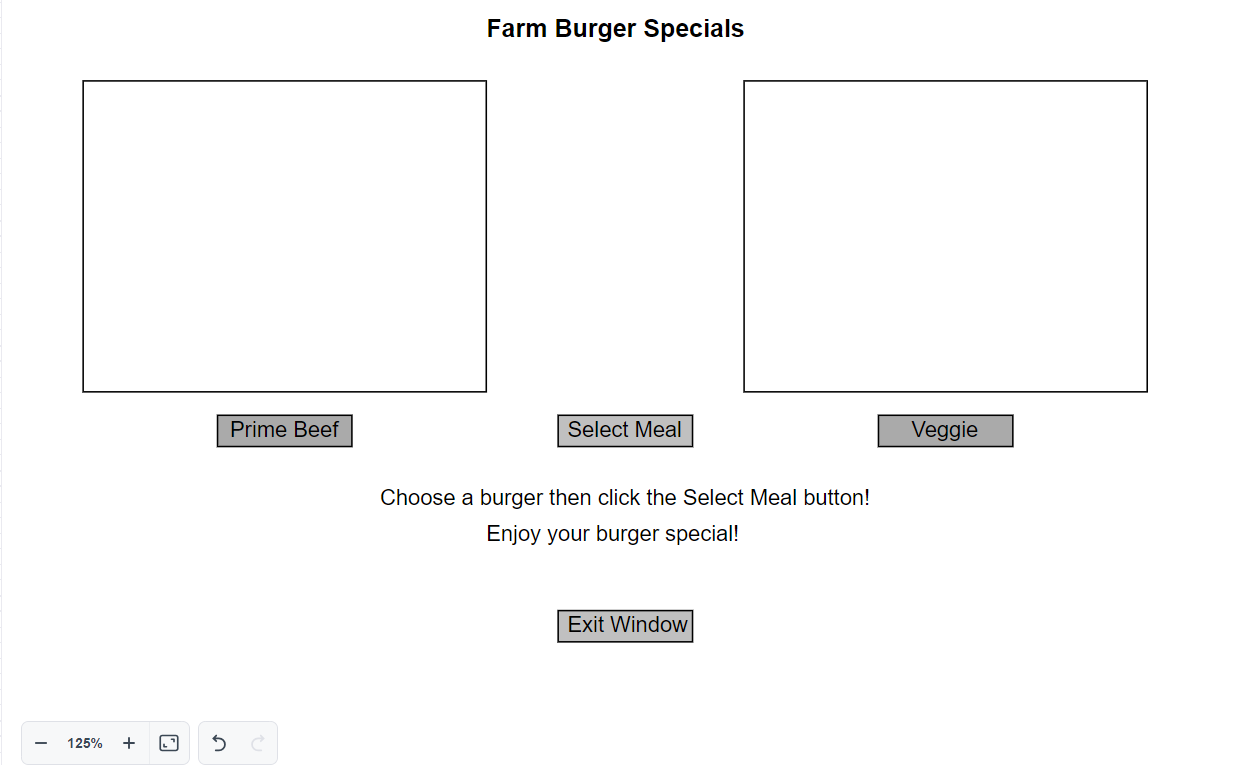 Farm Burger Specials
Prime Beef
Select Meal
Veggie
Choose a burger then click the Select Meal button!
Enjoy your burger special!
Exit Window
125%